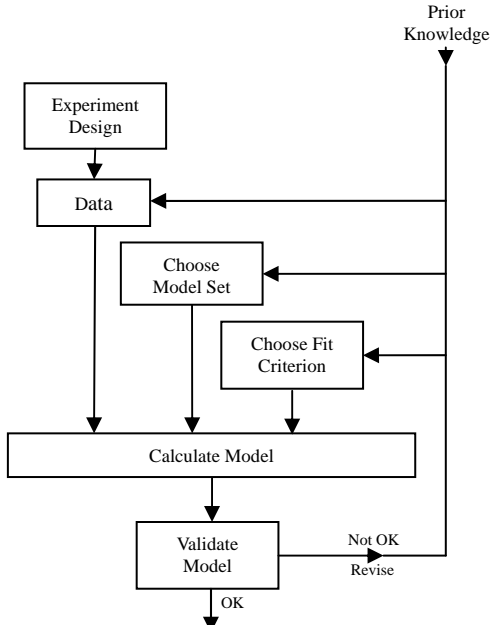 Prior
Knowledge
Experiment
Design
Data
Choose
Model Set
Choose Fit
Criterion
Calculate Model
Validate
Model
Not OK
Revise
OK